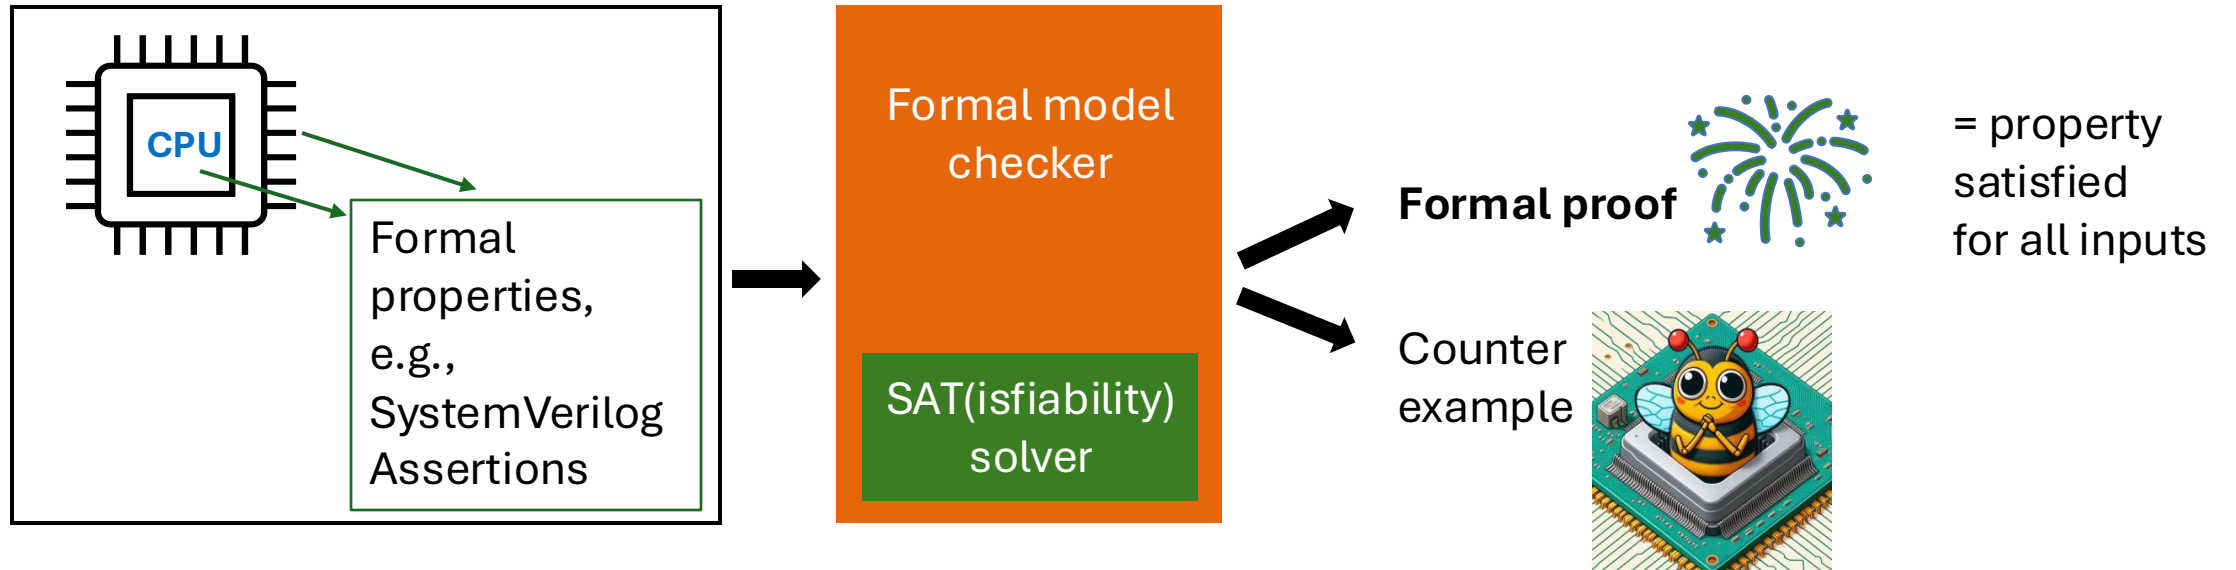 CPU
Formal
properties,
e.g.,
SystemVerilog
Assertions
Formal model
checker
SAT(isfiability)
solver
Formal proof
= property
satisfied
for all inputs
Counter
example